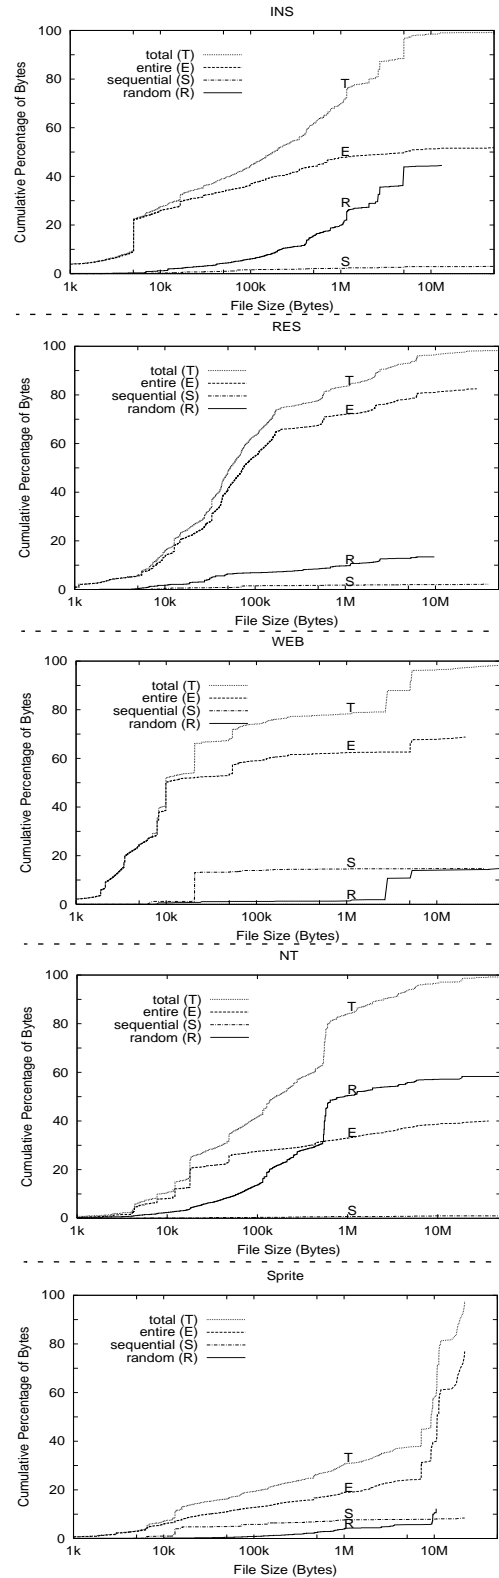 INS
Cumulative Percentage of Bytes
100
80
60
40
20
0
total (T)
entire (E)
sequential (S)
random (R)
T
E
R
S
1k 10k 100k 1M 10M
File Size (Bytes)
RES
Cumulative Percentage of Bytes
100
80
60
40
20
0
total (T)
entire (E)
sequential (S)
random (R)
T
E
R
S
1k 10k 100k 1M 10M
File Size (Bytes)
WEB
Cumulative Percentage of Bytes
100
80
60
40
20
0
total (T)
entire (E)
sequential (S)
random (R)
T
E
S
R
1k 10k 100k 1M 10M
File Size (Bytes)
NT
Cumulative Percentage of Bytes
100
80
60
40
20
0
total (T)
entire (E)
sequential (S)
random (R)
T
R
E
S
1k 10k 100k 1M 10M
File Size (Bytes)
Sprite
Cumulative Percentage of Bytes
100
80
60
40
20
0
total (T)
entire (E)
sequential (S)
random (R)
T
E
S
R
1k 10k 100k 1M 10M
File Size (Bytes)